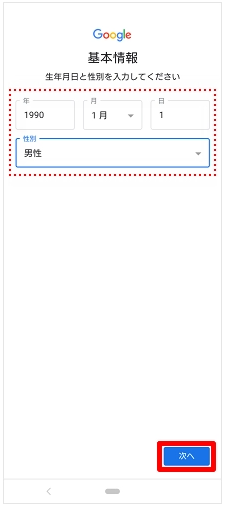 Google
基本情報
生年月日と性別を入力してください
年 月 日
1990 1月 1
性別
男性
次へ